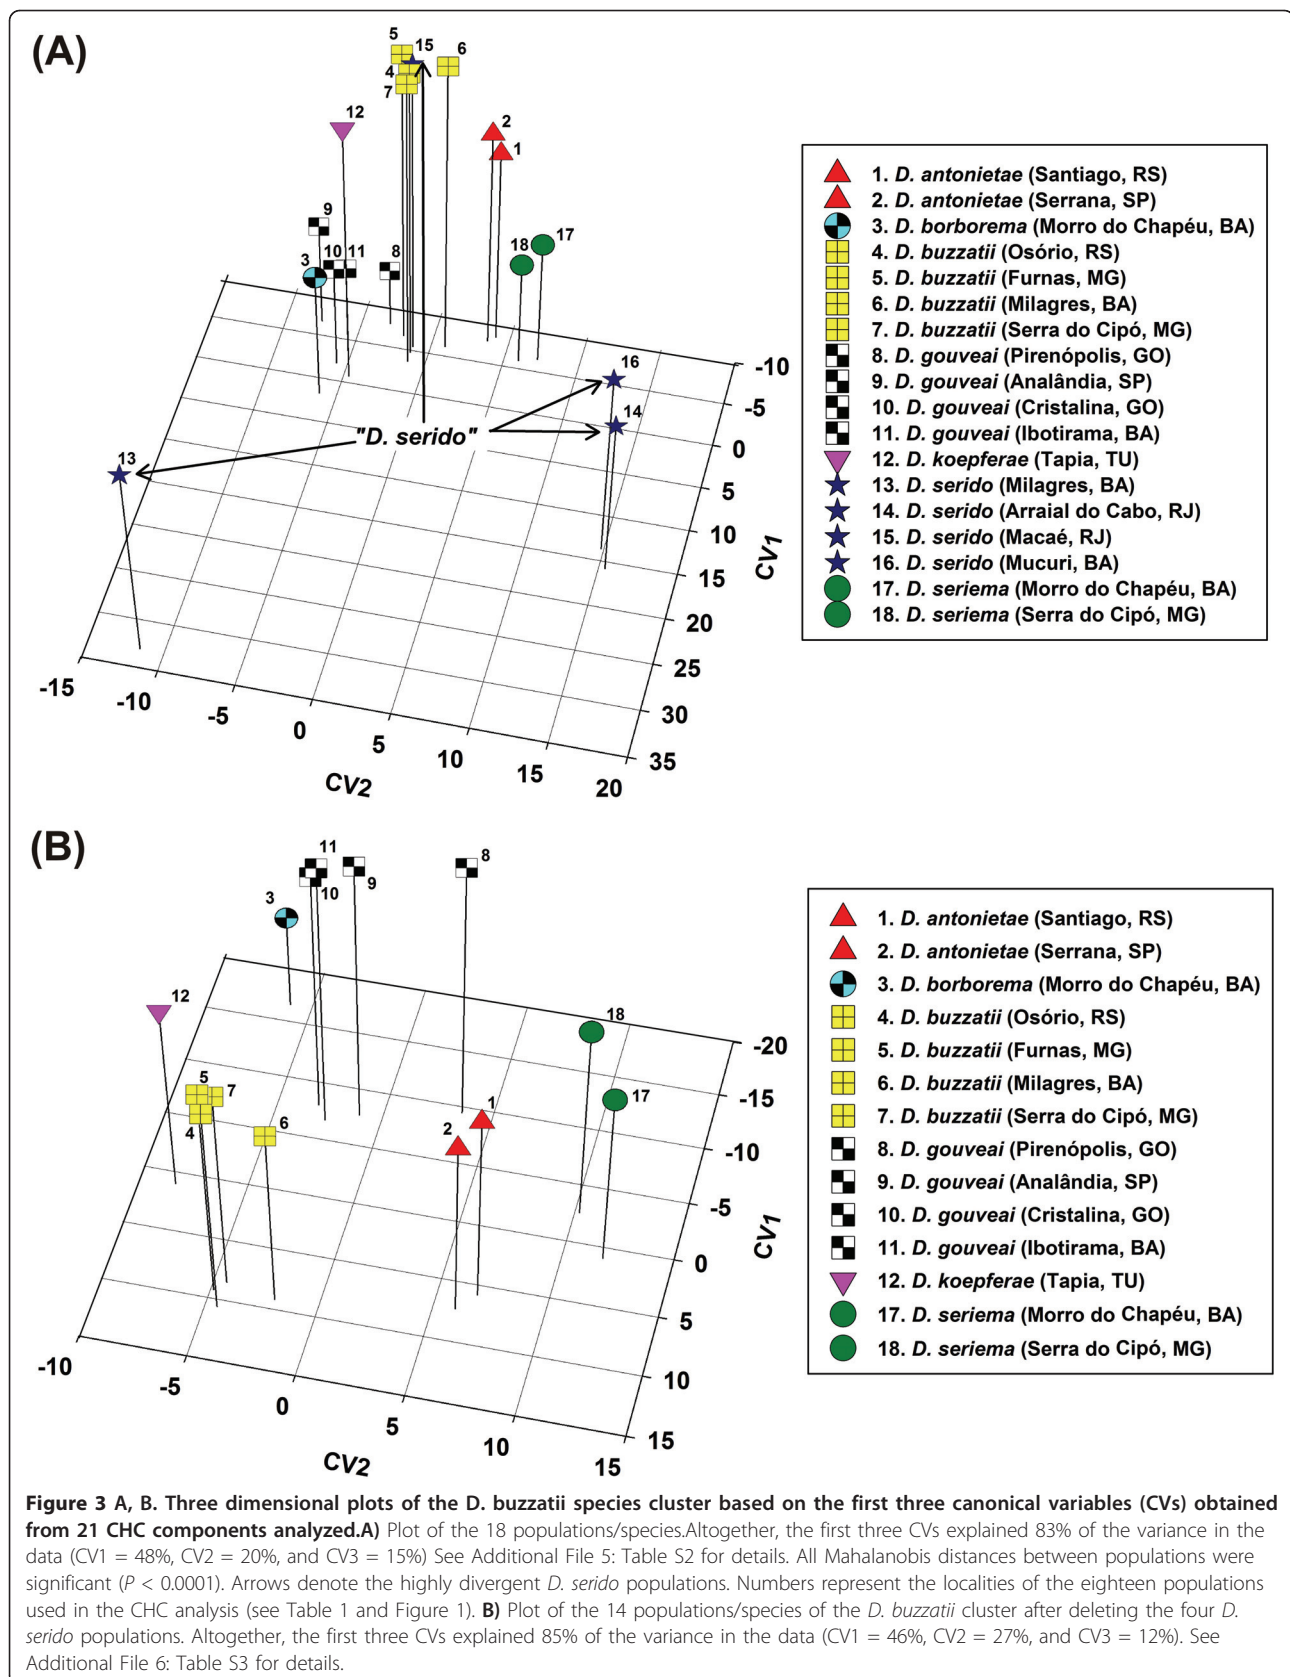 (A)
5
15
6
4
7
12
2
1
9
3
10
11
8
18
17
16
14
13
"D. serido"
-10
-5
0
5
10
15
20
25
30
35
CV1
-15
-10
-5
0
5
10
15
20
CV2
1. D. antonietae (Santiago, RS)
2. D. antonietae (Serrana, SP)
3. D. borborema (Morro do Chapéu, BA)
4. D. buzzatii (Osório, RS)
5. D. buzzatii (Furnas, MG)
6. D. buzzatii (Milagres, BA)
7. D. buzzatii (Serra do Cipó, MG)
8. D. gouveai (Pirenópolis, GO)
9. D. gouveai (Analândia, SP)
10. D. gouveai (Cristalina, GO)
11. D. gouveai (Ibotirama, BA)
12. D. koepferae (Tapia, TU)
13. D. serido (Milagres, BA)
14. D. serido (Arraial do Cabo, RJ)
15. D. serido (Macaé, RJ)
16. D. serido (Mucuri, BA)
17. D. seriema (Morro do Chapéu, BA)
18. D. seriema (Serra do Cipó, MG)
(B)
11
10
9
8
3
12
18
17
5
7
4
6
1
2
-20
-15
-10
-5
0
5
10
15
CV1
-10
-5
0
5
10
15
CV2
1. D. antonietae (Santiago, RS)
2. D. antonietae (Serrana, SP)
3. D. borborema (Morro do Chapéu, BA)
4. D. buzzatii (Osório, RS)
5. D. buzzatii (Furnas, MG)
6. D. buzzatii (Milagres, BA)
7. D. buzzatii (Serra do Cipó, MG)
8. D. gouveai (Pirenópolis, GO)
9. D. gouveai (Analândia, SP)
10. D. gouveai (Cristalina, GO)
11. D. gouveai (Ibotirama, BA)
12. D. koepferae (Tapia, TU)
17. D. seriema (Morro do Chapéu, BA)
18. D. seriema (Serra do Cipó, MG)
Figure 3 A, B. Three dimensional plots of the D. buzzatii species cluster based on the first three canonical variables (CVs) obtained
from 21 CHC components analyzed.A) Plot of the 18 populations/species.Altogether, the first three CVs explained 83% of the variance in the
data (CV1 = 48%, CV2 = 20%, and CV3 = 15%) See Additional File 5: Table S2 for details. All Mahalanobis distances between populations were
significant (P < 0.0001). Arrows denote the highly divergent D. serido populations. Numbers represent the localities of the eighteen populations
used in the CHC analysis (see Table 1 and Figure 1). B) Plot of the 14 populations/species of the D. buzzatii cluster after deleting the four D.
serido populations. Altogether, the first three CVs explained 85% of the variance in the data (CV1 = 46%, CV2 = 27%, and CV3 = 12%). See
Additional File 6: Table S3 for details.